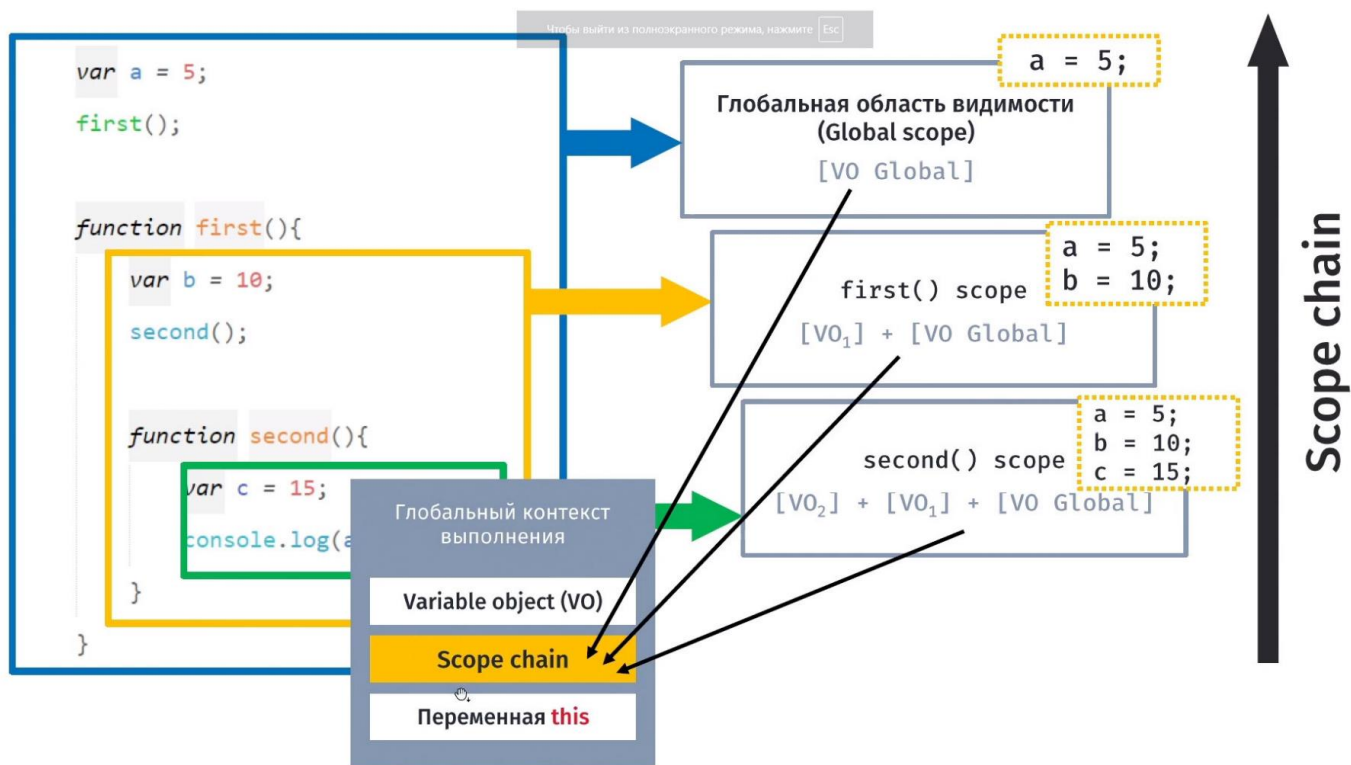 Чтобы выйти из полноэкранного режима, нажмите Esc
var a = 5;
first();
function first(){
var b = 10;
second();
function second(){
var c = 15;
console.log(a
}
}
a = 5;
Глобальная область видимости
(Global scope)
[VO Global]
a = 5;
b = 10;
first() scope
[VO₁] + [VO Global]
a = 5;
b = 10;
c = 15;
second() scope
[VO₂] + [VO₁] + [VO Global]
Глобальный контекст
выполнения
Variable object (VO)
Scope chain
Переменная this
Scope chain